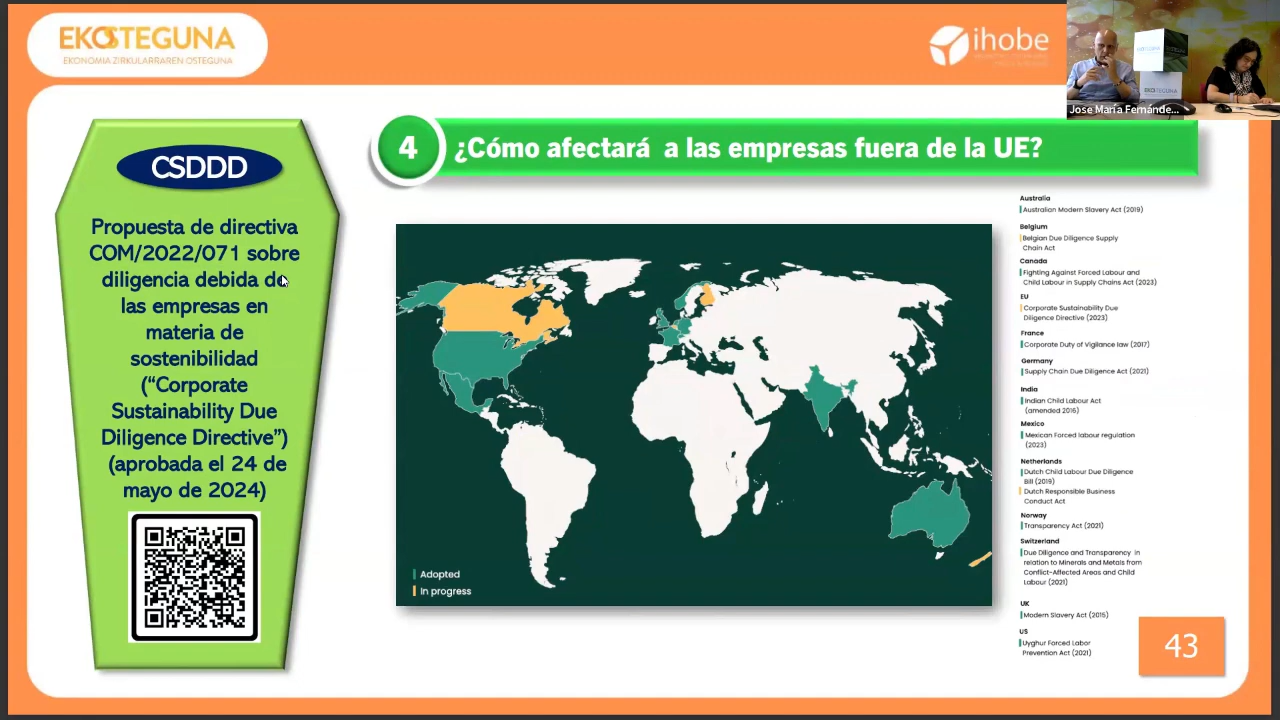 EKOSTEGUNA
EKONOMIA ZIRKULARRAREN OSTEGUNA
ihobe
EKOSTEGUNA
Jose María Fernánde...
CSDDD
Propuesta de directiva
COM/2022/071 sobre
diligencia debida de
las empresas en
materia de
sostenibilidad
(“Corporate
Sustainability Due
Diligence Directive”)
(aprobada el 24 de
mayo de 2024)
4
¿Cómo afectará a las empresas fuera de la UE?
Adopted
In progress
Australia
Australian Modern Slavery Act (2019)
Belgium
Belgian Due Diligence Supply
Chain Act
Canada
Fighting Against Forced Labour and
Child Labour in Supply Chains Act (2023)
EU
Corporate Sustainability Due
Diligence Directive (2023)
France
Corporate Duty of Vigilance law (2017)
Germany
Supply Chain Due Diligence Act (2021)
India
Indian Child Labour Act
(amended 2016)
Mexico
Mexican Forced labour regulation
(2023)
Netherlands
Dutch Child Labour Due Diligence
Bill (2019)
Dutch Responsible Business
Conduct Act
Norway
Transparency Act (2021)
Switzerland
Due Diligence and Transparency in
relation to Minerals and Metals from
Conflict-Affected Areas and Child
Labour (2021)
UK
Modern Slavery Act (2015)
US
Uyghur Forced Labor
Prevention Act (2021)
43